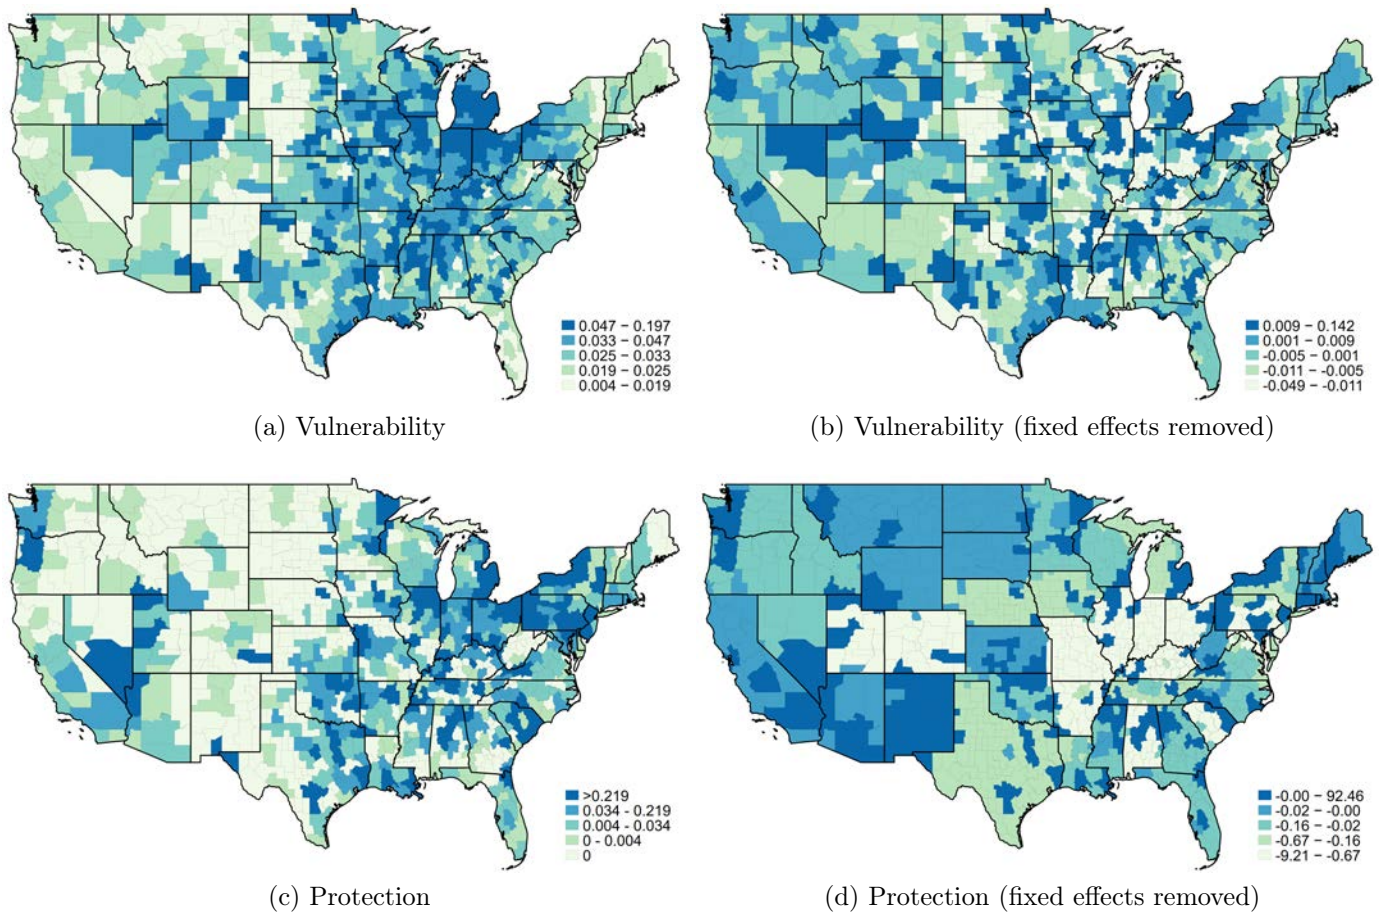 0.047 − 0.197
0.033 − 0.047
0.025 − 0.033
0.019 − 0.025
0.004 − 0.019
(a) Vulnerability
0.009 − 0.142
0.001 − 0.009
-0.005 − 0.001
-0.011 − -0.005
-0.049 − -0.011
(b) Vulnerability (fixed effects removed)
>0.219
0.034 - 0.219
0.004 - 0.034
0 - 0.004
0
(c) Protection
-0.00 − 92.46
-0.02 − -0.00
-0.16 − -0.02
-0.67 − -0.16
-9.21 − -0.67
(d) Protection (fixed effects removed)